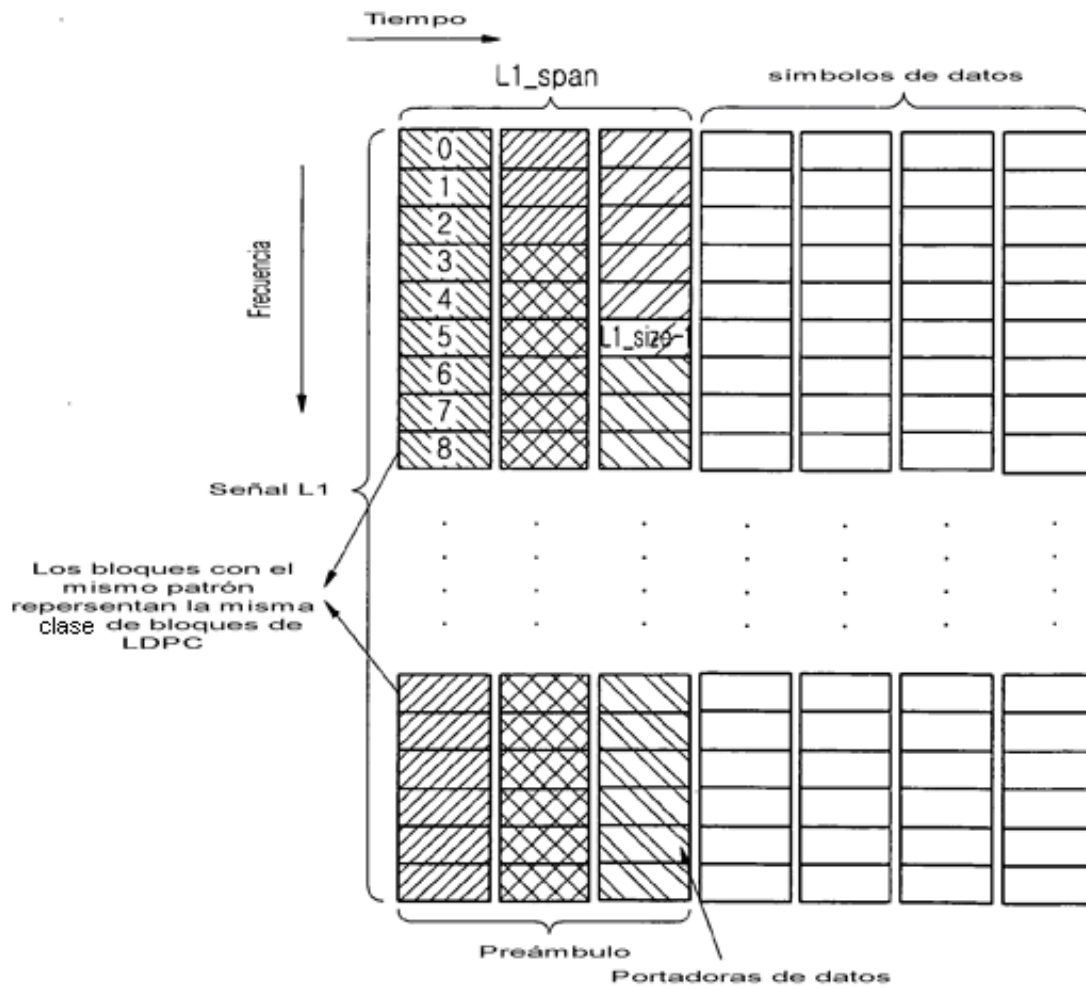 Tiempo
L1_span
símbolos de datos
0
1
2
3
4
5
L1_size-1
6
7
8
Frecuencia
Señal L1
Los bloques con el
mismo patrón
repersentan la misma
clase de bloques de
LDPC
Preámbulo
Portadoras de datos